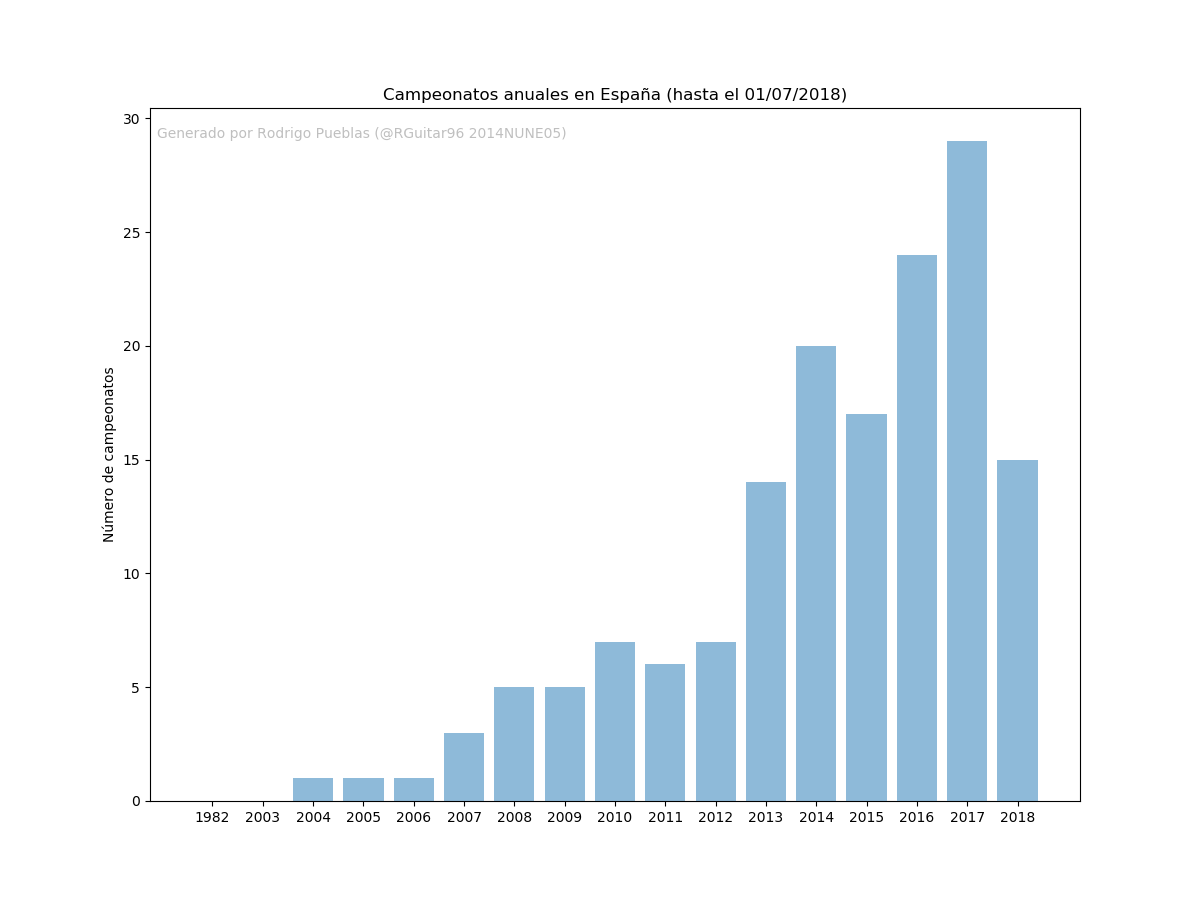 Campeonatos anuales en España (hasta el 01/07/2018)
Generado por Rodrigo Pueblas (@RGuitar96 2014NUNE05)
Número de campeonatos
30
25
20
15
10
5
0
1982 2003 2004 2005 2006 2007 2008 2009 2010 2011 2012 2013 2014 2015 2016 2017 2018